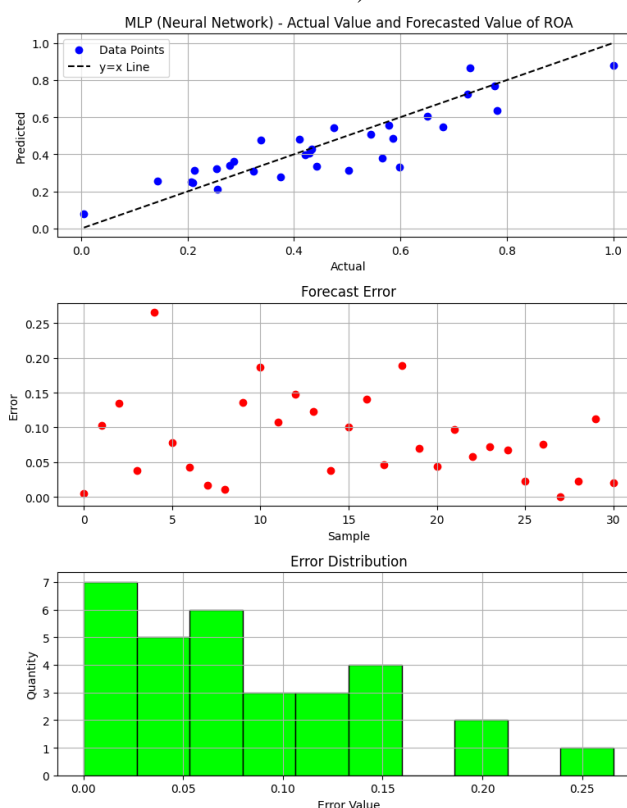 MLP (Neural Network) - Actual Value and Forecasted Value of ROA
1.0
0.8
0.6
0.4
0.2
0.0
Predicted
Data Points
y=x Line
0.0 0.2 0.4 0.6 0.8 1.0
Actual
Forecast Error
0.25
0.20
0.15
0.10
0.05
0.00
Error
0 5 10 15 20 25 30
Sample
Error Distribution
7
6
5
4
3
2
1
0
Quantity
0.00 0.05 0.10 0.15 0.20 0.25
Error Value